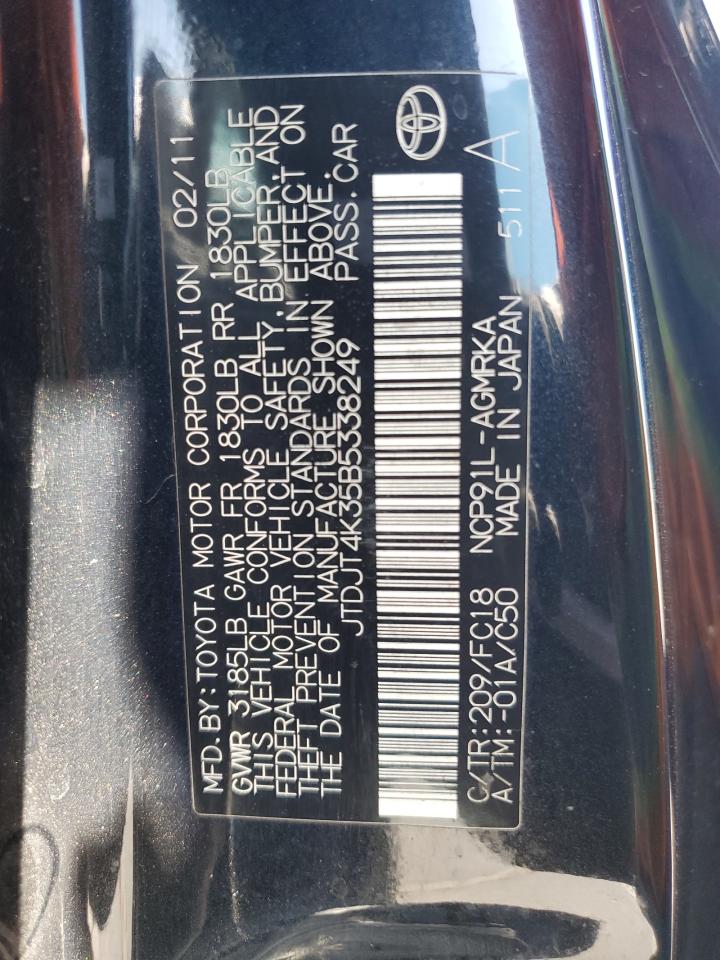 MFD.BY:TOYOTA MOTOR CORPORATION 02/11
GVWR 3185LB GAWR FR 1830LB RR 1830LB
THIS VEHICLE CONFORMS TO ALL APPLICABLE
FEDERAL MOTOR VEHICLE SAFETY,BUMPER,AND
THEFT PREVENTION STANDARDS IN EFFECT ON
THE DATE OF MANUFACTURE SHOWN ABOVE.
JTDJT4K35B5338249 PASS.CAR
C/TR:209/FC18 NCP91L-AGMRKA
A/TM:-01A/C50 MADE IN JAPAN
511 A